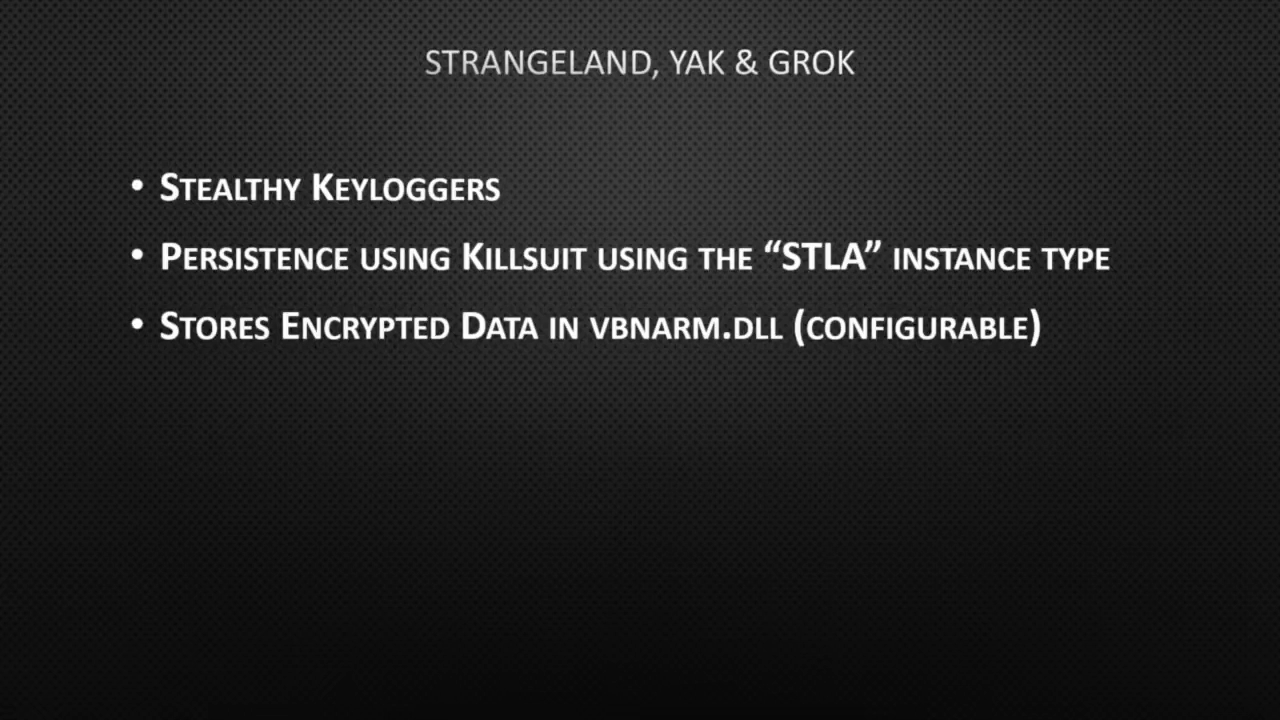 STRANGELAND, YAK & GROK
• STEALTHY KEYLOGGERS
• PERSISTENCE USING KILLSUIT USING THE “STLA” INSTANCE TYPE
• STORES ENCRYPTED DATA IN VBNARM.DLL (CONFIGURABLE)